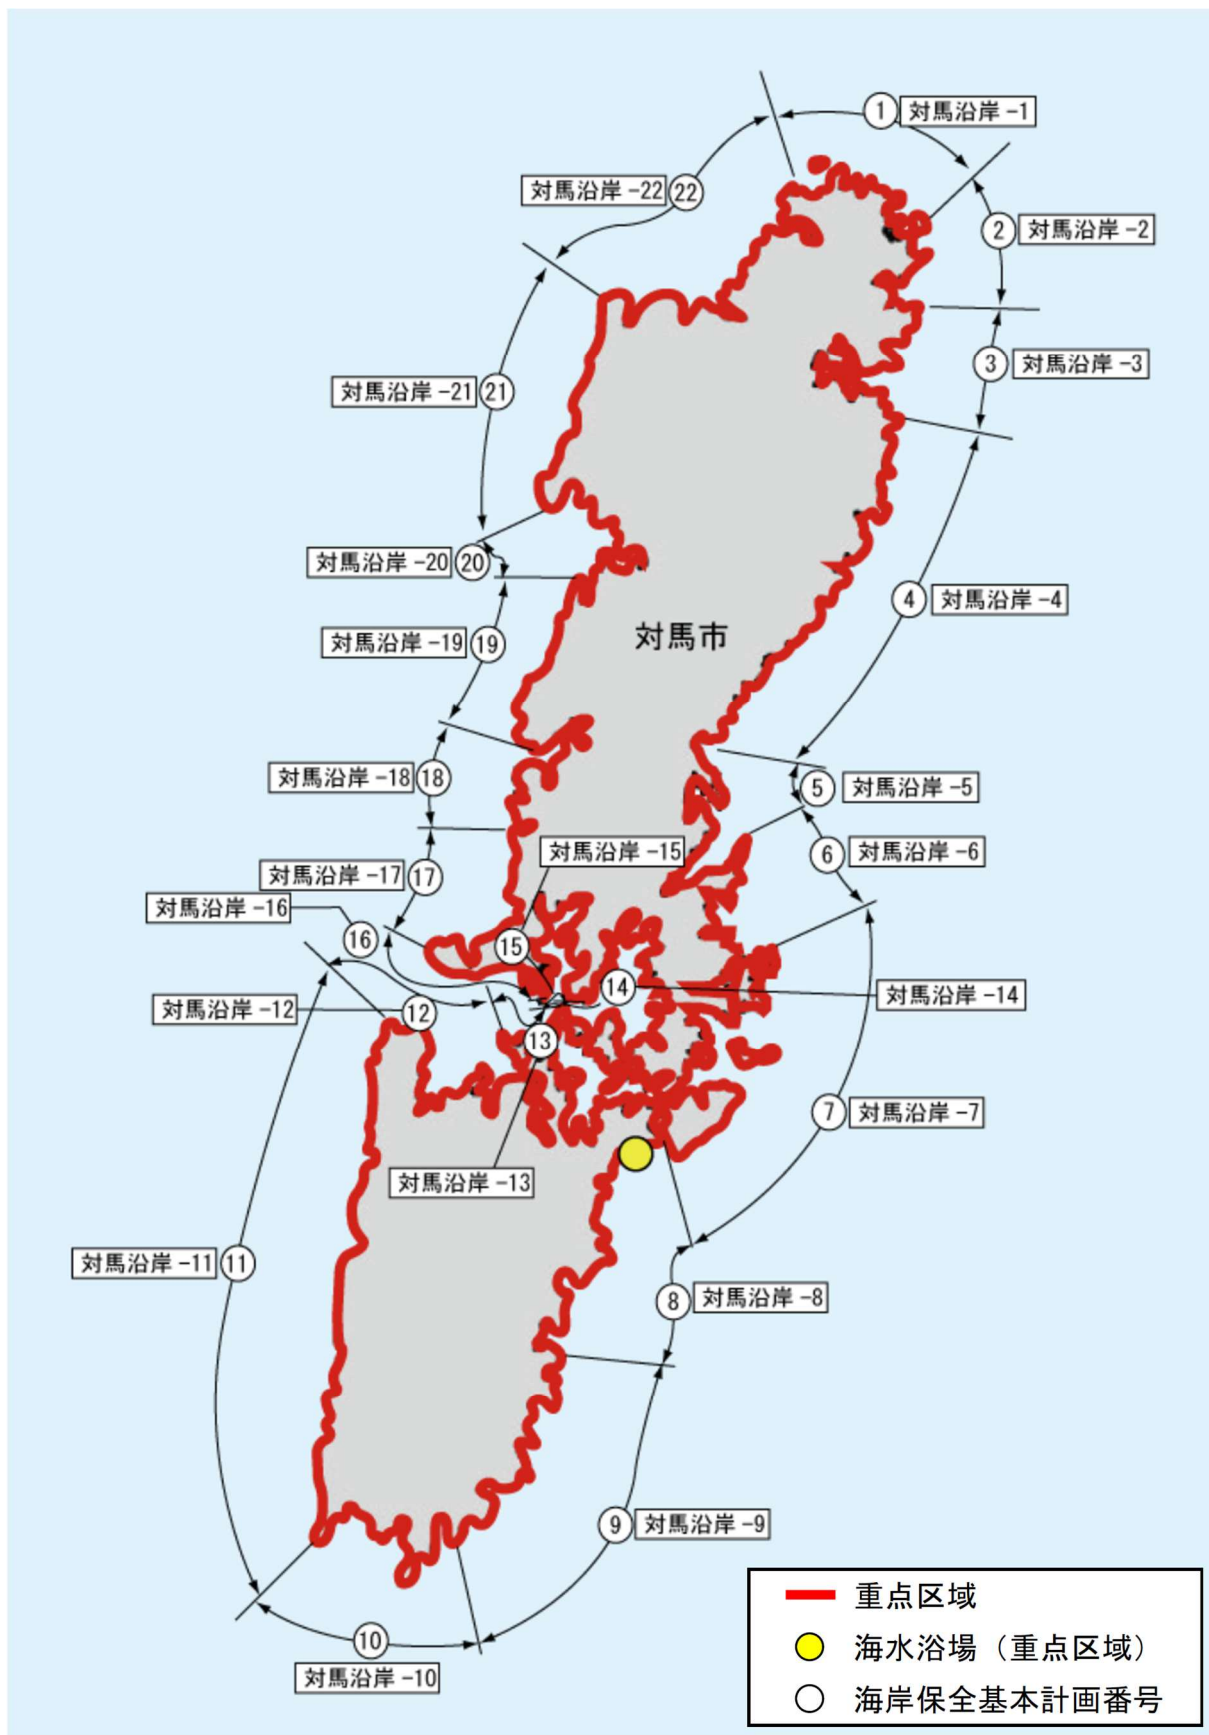 ① 対馬沿岸 -1
対馬沿岸 -22 ㉒
② 対馬沿岸 -2
③ 対馬沿岸 -3
対馬沿岸 -21 ㉑
対馬沿岸 -20 ⑳
④ 対馬沿岸 -4
対馬市
対馬沿岸 -19 ⑲
対馬沿岸 -18 ⑱
⑤ 対馬沿岸 -5
対馬沿岸 -15
⑥ 対馬沿岸 -6
対馬沿岸 -17 ⑰
対馬沿岸 -16
⑯
⑮
⑭
対馬沿岸 -14
対馬沿岸 -12
⑫
⑬
⑦ 対馬沿岸 -7
対馬沿岸 -13
対馬沿岸 -11 ⑪
⑧ 対馬沿岸 -8
⑨ 対馬沿岸 -9
⑩
対馬沿岸 -10
重点区域
海水浴場（重点区域）
海岸保全基本計画番号